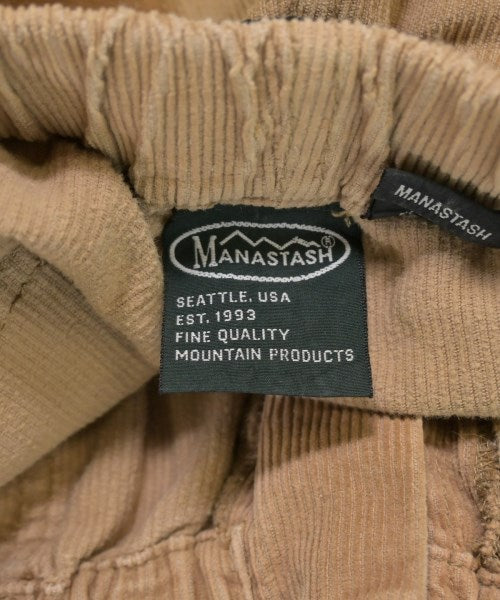 MANASTASH®
SEATTLE, USA
EST. 1993
FINE QUALITY
MOUNTAIN PRODUCTS
MANASTASH